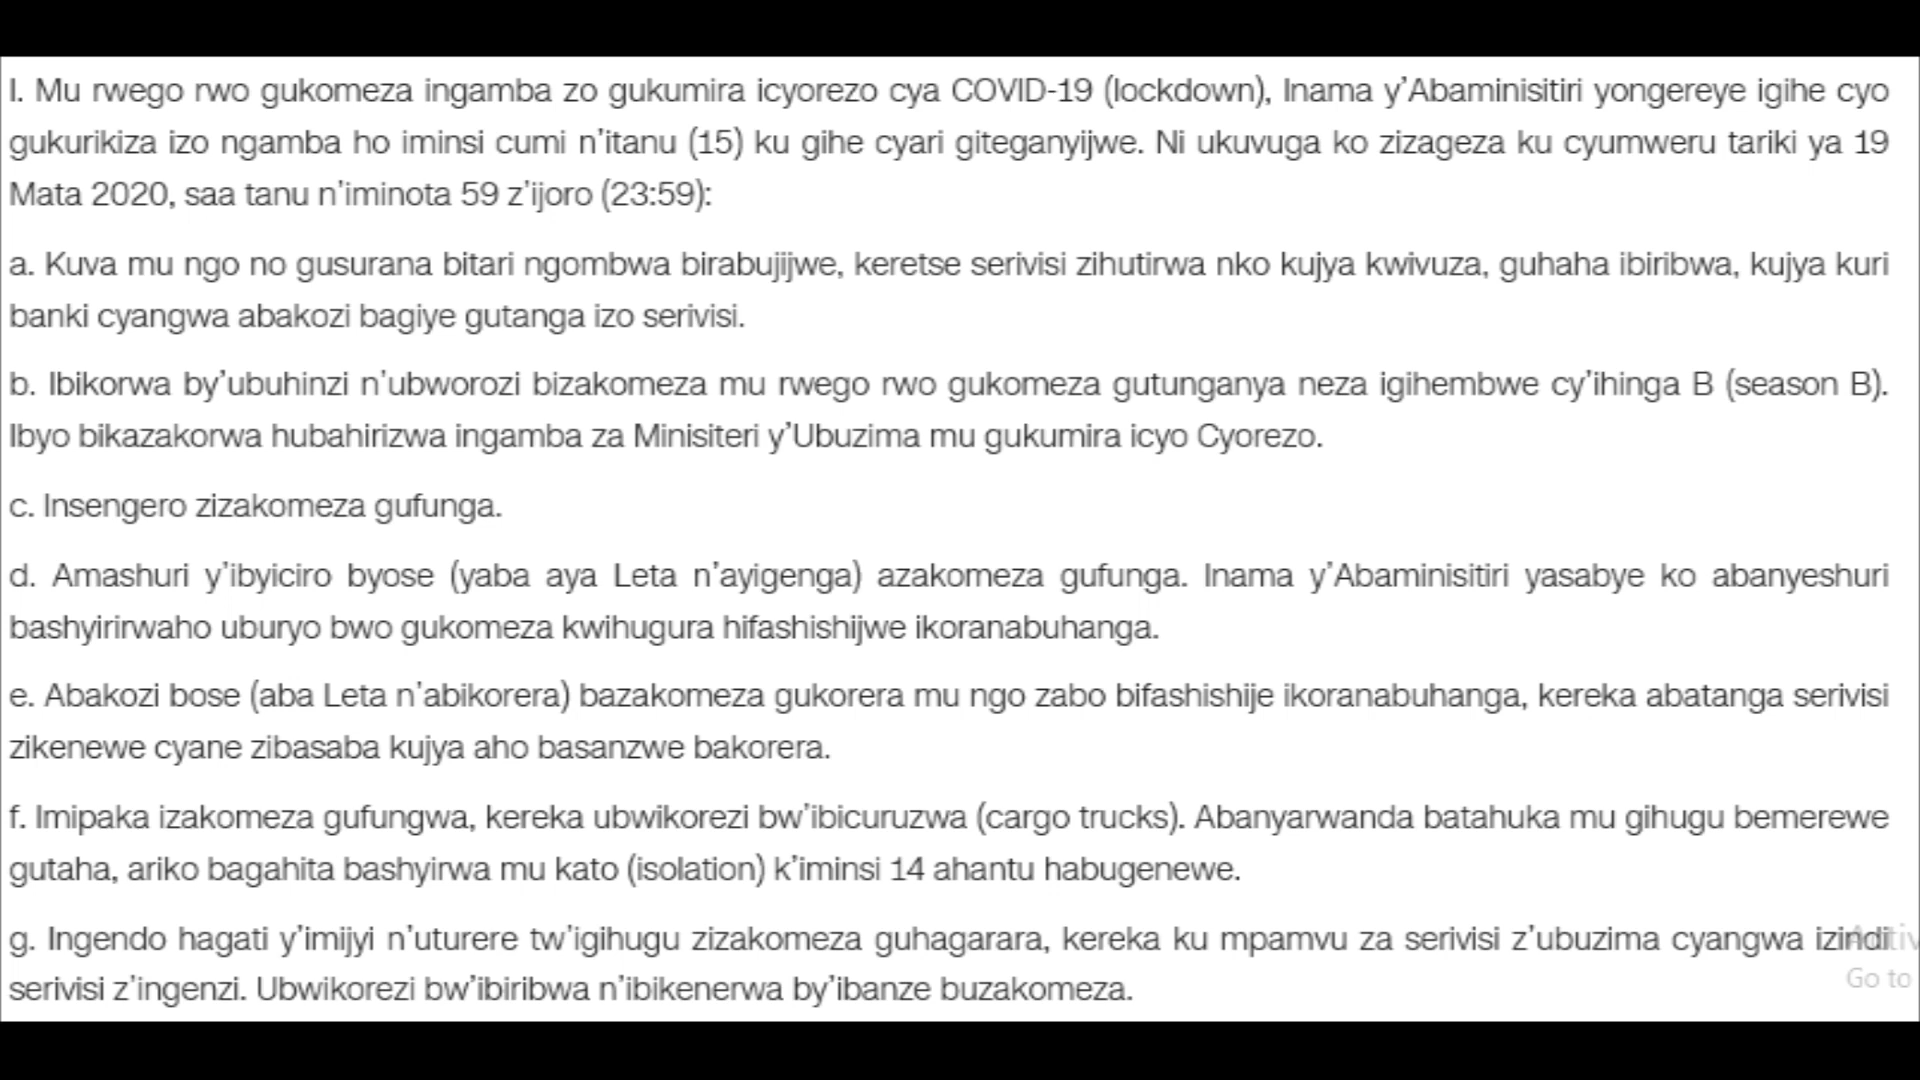 I. Mu rwego rwo gukomeza ingamba zo gukumira icyorezo cya COVID-19 (lockdown), Inama y'Abaminisitiri yongereye igihe cyo
gukurikiza izo ngamba ho iminsi cumi n'itanu (15) ku gihe cyari giteganyijwe. Ni ukuvuga ko zizageza ku cyumweru tariki ya 19
Mata 2020, saa tanu n'iminota 59 z'ijoro (23:59):
a. Kuva mu ngo no gusurana bitari ngombwa birabujijwe, keretse serivisi zihutirwa nko kujya kwivuza, guhaha ibiribwa, kujya kuri
banki cyangwa abakozi bagiye gutanga izo serivisi.
b. Ibikorwa by'ubuhinzi n'ubworozi bizakomeza mu rwego rwo gukomeza gutunganya neza igihembwe cy'ihinga B (season B).
Ibyo bikazakorwa hubahirizwa ingamba za Minisiteri y'Ubuzima mu gukumira icyo Cyorezo.
c. Insengero zizakomeza gufunga.
d. Amashuri y'ibyiciro byose (yaba aya Leta n'ayigenga) azakomeza gufunga. Inama y'Abaminisitiri yasabye ko abanyeshuri
bashyirirwaho uburyo bwo gukomeza kwihugura hifashishijwe ikoranabuhanga.
e. Abakozi bose (aba Leta n'abikorera) bazakomeza gukorera mu ngo zabo bifashishije ikoranabuhanga, kereka abatanga serivisi
zikenewe cyane zibasaba kujya aho basanzwe bakorera.
f. Imipaka izakomeza gufungwa, kereka ubwikorezi bw'ibicuruzwa (cargo trucks). Abanyarwanda batahuka mu gihugu bemerewe
gutaha, ariko bagahita bashyirwa mu kato (isolation) k'iminsi 14 ahantu habugenewe.
g. Ingendo hagati y'imijyi n'uturere tw'igihugu zizakomeza guhagarara, kereka ku mpamvu za serivisi z'ubuzima cyangwa izindi
serivisi z'ingenzi. Ubwikorezi bw'ibiribwa n'ibikenerwa by'ibanze buzakomeza.
Go to